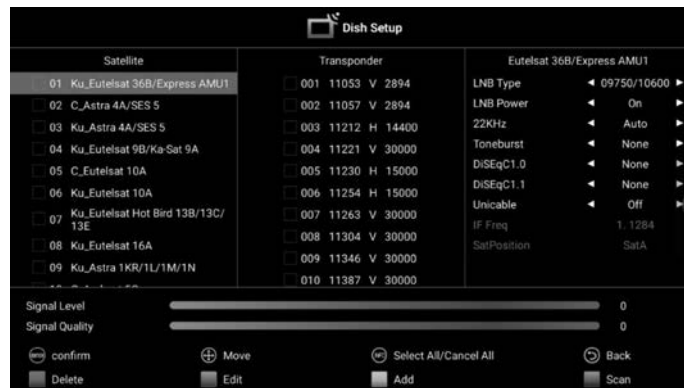 Dish Setup
Satellite
01 Ku_Eutelsat 36B/Express AMU1
02 C_Astra 4A/SES 5
03 Ku_Astra 4A/SES 5
04 Ku_Eutelsat 9B/Ka-Sat 9A
05 C_Eutelsat 10A
06 Ku_Eutelsat 10A
07 Ku_Eutelsat Hot Bird 13B/13C/
13E
08 Ku_Eutelsat 16A
09 Ku_Astra 1KR/1L/1M/1N
Transponder
001 11053 V 2894
002 11057 V 2894
003 11212 H 14400
004 11221 V 30000
005 11230 H 15000
006 11254 H 15000
007 11263 V 30000
008 11304 V 30000
009 11346 V 30000
010 11387 V 30000
Eutelsat 36B/Express AMU1
LNB Type 09750/10600
LNB Power On
22KHz Auto
Toneburst None
DiSEqC1.0 None
DiSEqC1.1 None
Unicable Off
IF Freq 1. 1284
SatPosition SatA
Signal Level 0
Signal Quality 0
confirm Move Select All/Cancel All Back
Delete Edit Add Scan